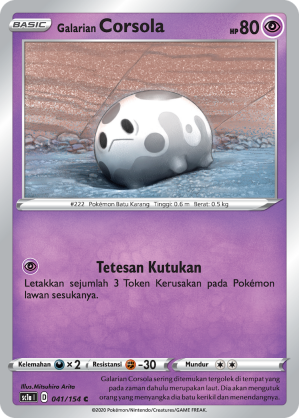 BASIC
Galarian Corsola HP 80
#222 Pokémon Batu Karang Tinggi: 0.6 m Berat: 0.5 kg
Tetesan Kutukan
Letakkan sejumlah 3 Token Kerusakan pada Pokémon
lawan sesukanya.
Kelemahan ×2 Resistansi -30 Mundur
Illus. Mitsuhiro Arita
sc1a I D 041/154 C
Galarian Corsola sering ditemukan tergolek di tempat yang
pada zaman dahulu merupakan laut. Dia akan mengutuk
orang yang menyangka dia batu kerikil dan menendangnya.
©2020 Pokémon/Nintendo/Creatures/GAME FREAK.